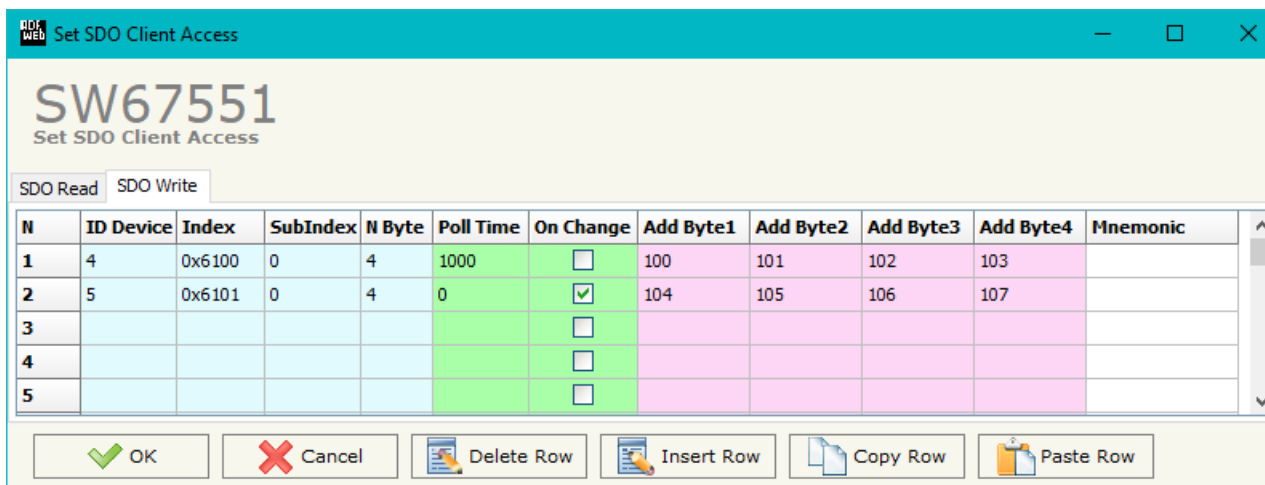 ADF WEB Set SDO Client Access
SW67551
Set SDO Client Access
SDO Read SDO Write
N ID Device Index SubIndex N Byte Poll Time On Change Add Byte1 Add Byte2 Add Byte3 Add Byte4 Mnemonic
1 4 0x6100 0 4 1000 100 101 102 103
2 5 0x6101 0 4 0 104 105 106 107
3
4
5
OK Cancel Delete Row Insert Row Copy Row Paste Row